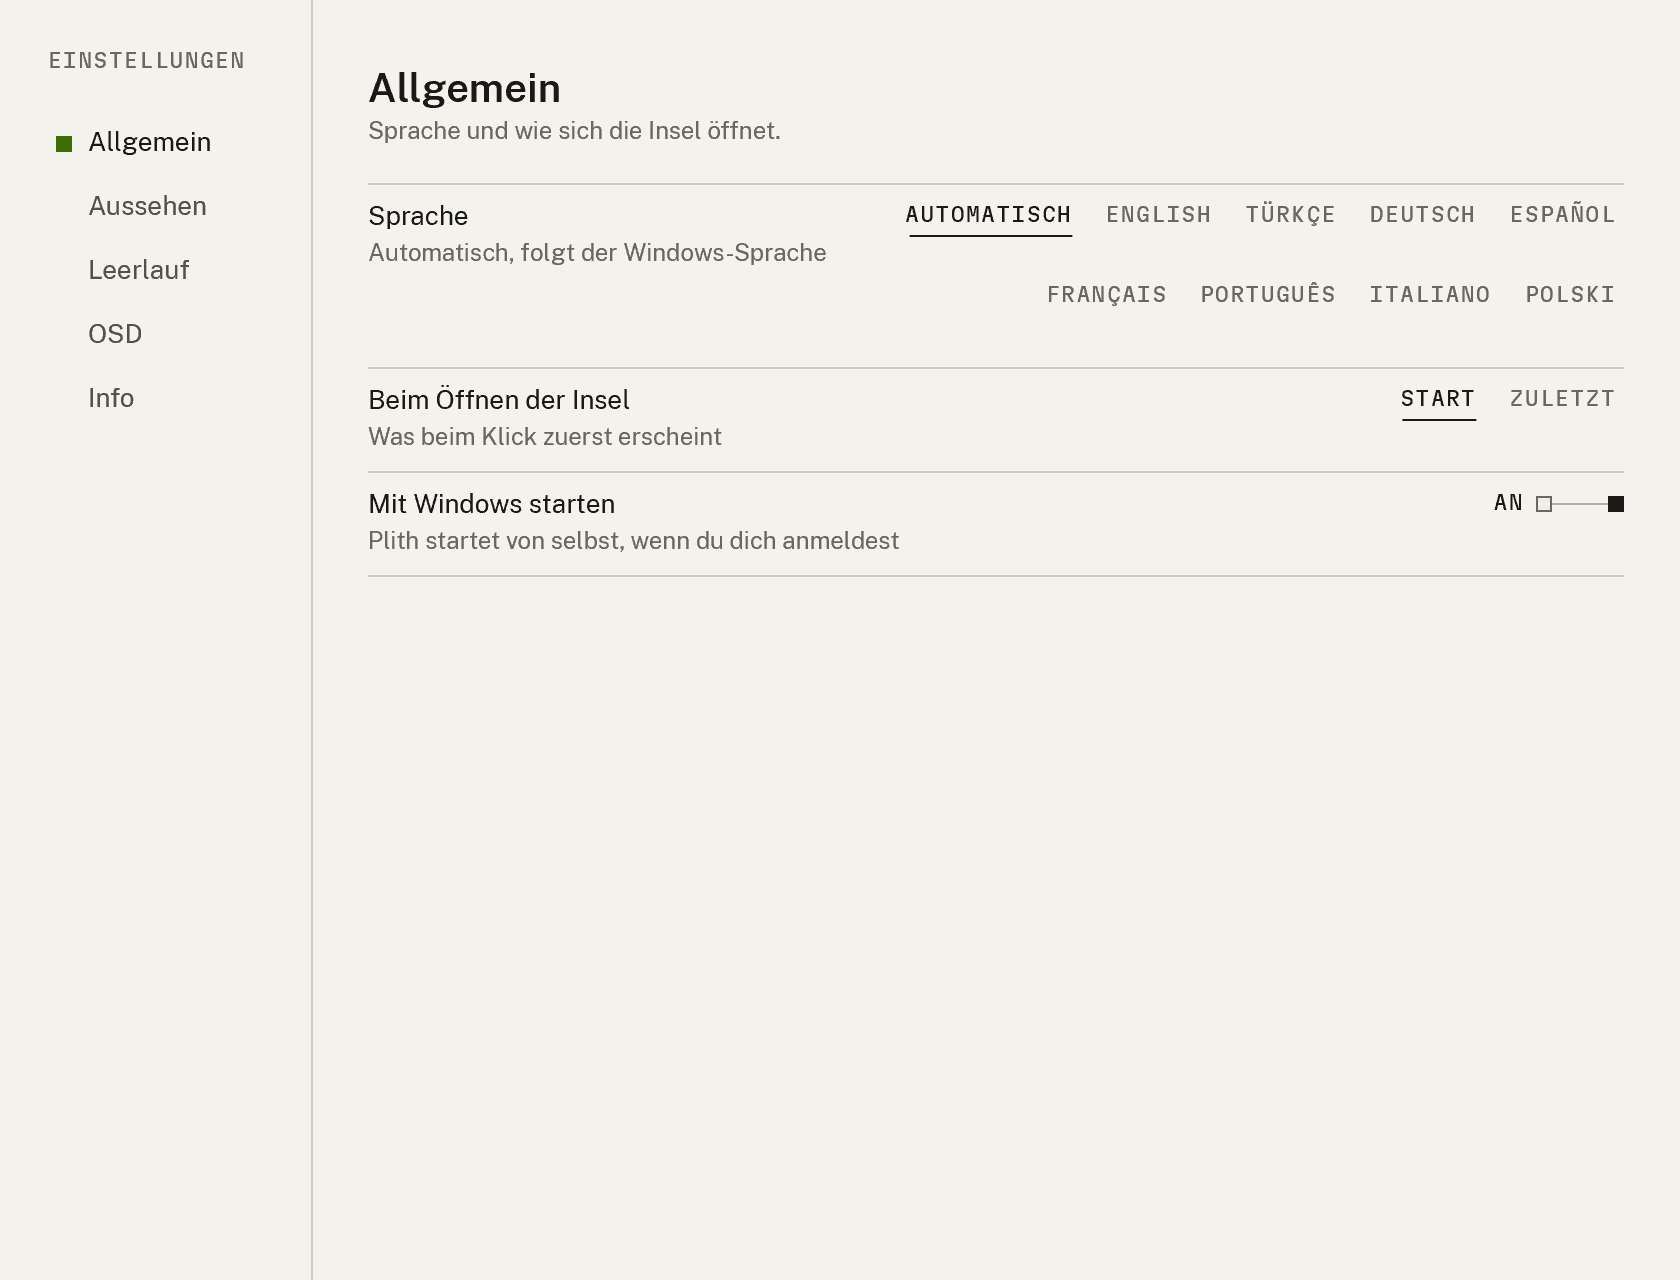 EINSTELLUNGEN
Allgemein
Aussehen
Leerlauf
OSD
Info
Allgemein
Sprache und wie sich die Insel öffnet.
Sprache
Automatisch, folgt der Windows-Sprache
AUTOMATISCH ENGLISH TÜRKÇE DEUTSCH ESPAÑOL
FRANÇAIS PORTUGUÊS ITALIANO POLSKI
Beim Öffnen der Insel
Was beim Klick zuerst erscheint
START ZULETZT
Mit Windows starten
Plith startet von selbst, wenn du dich anmeldest
AN